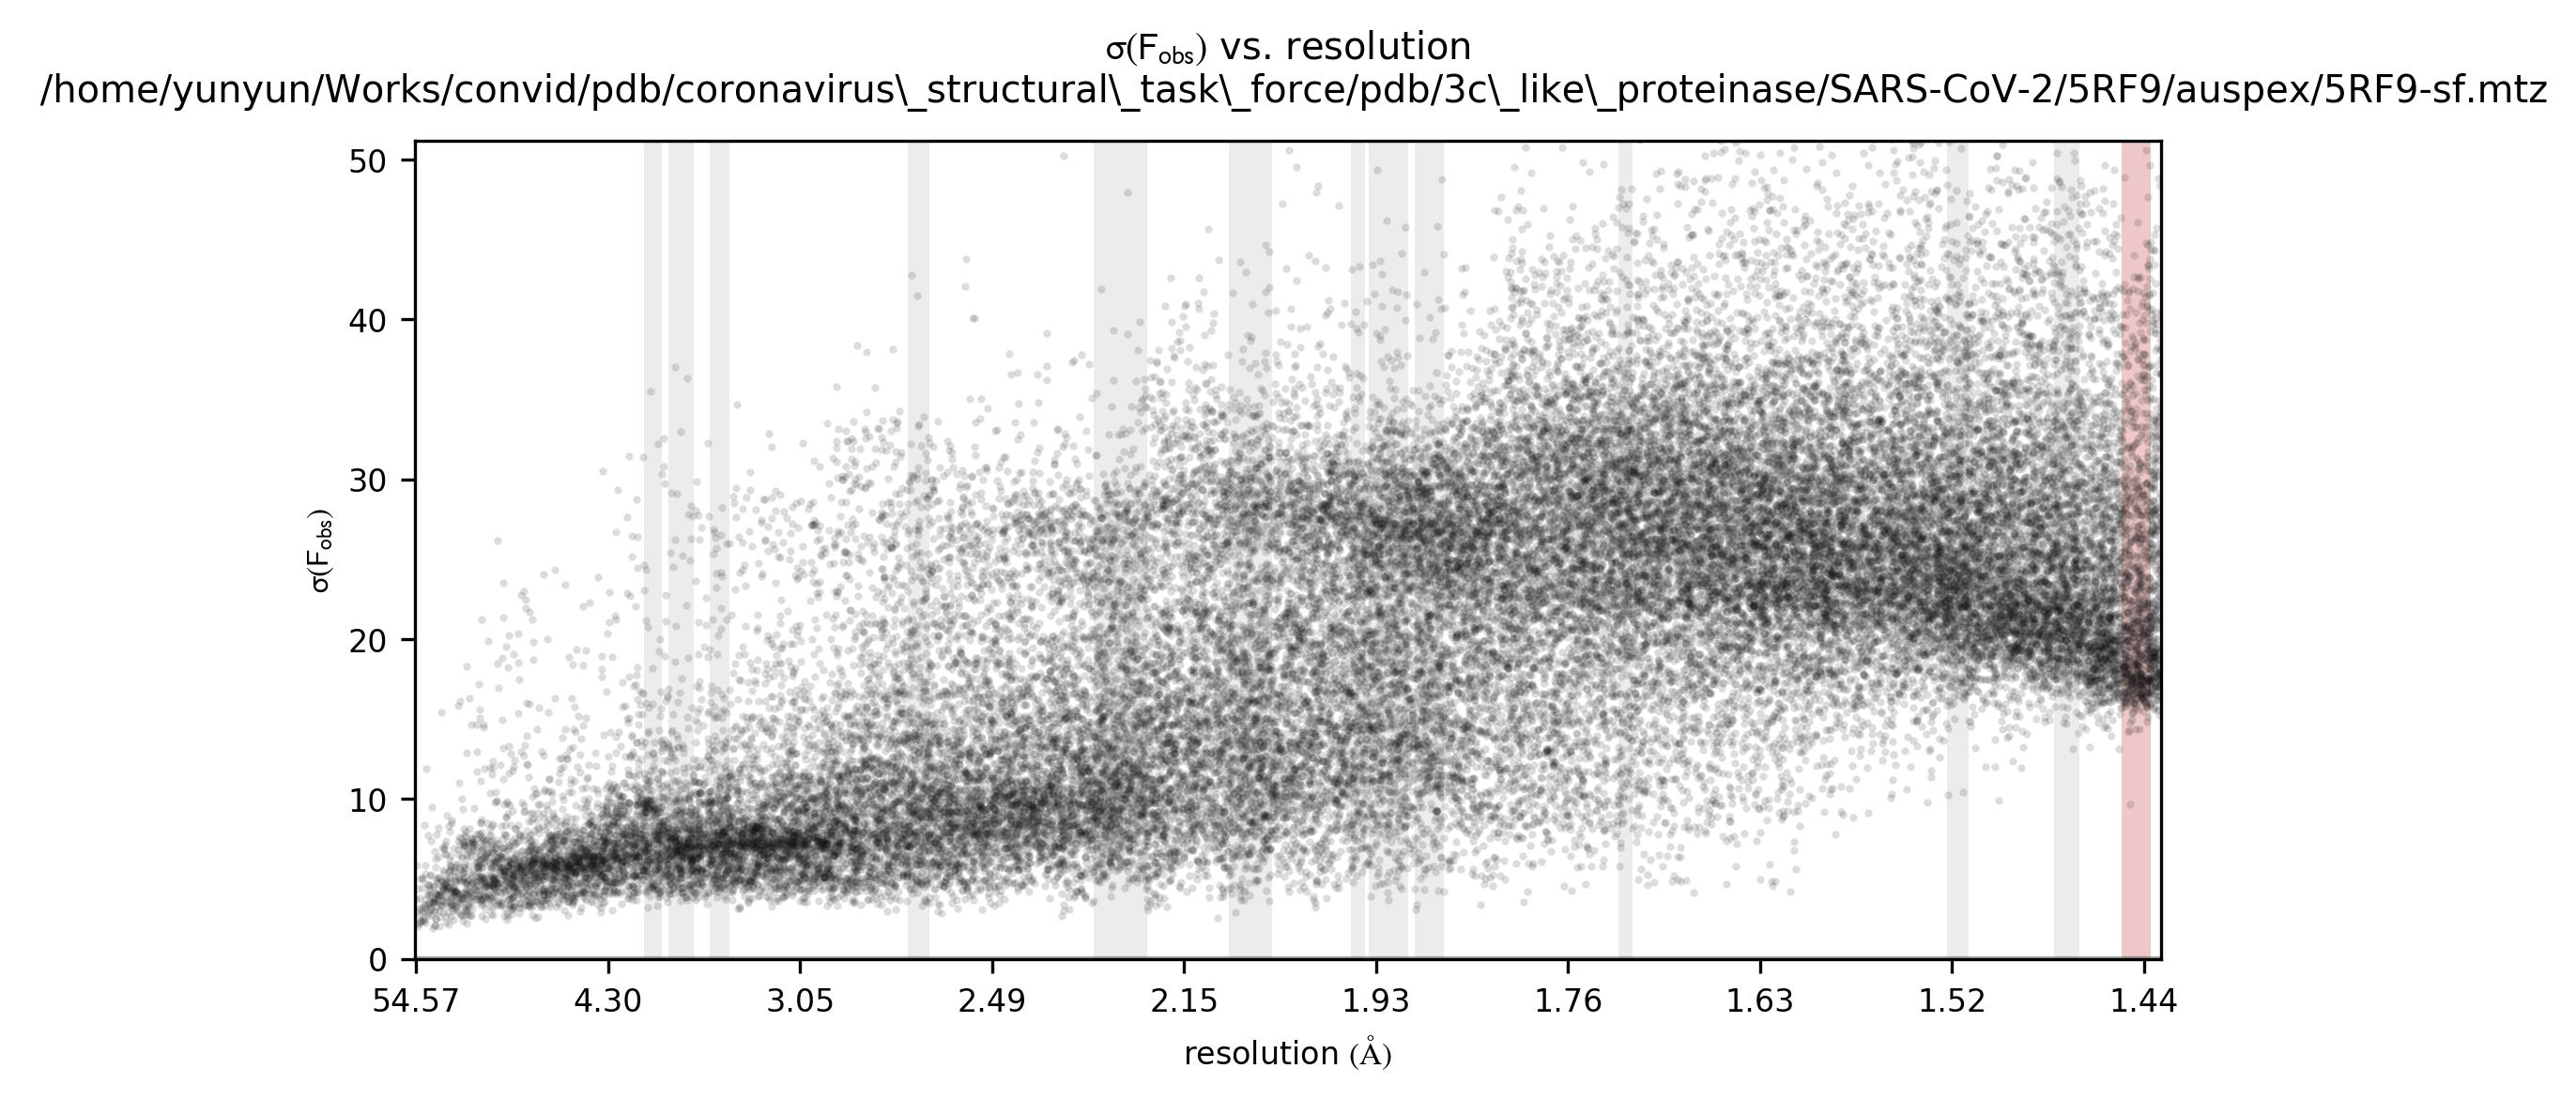 σ(Fobs) vs. resolution
/home/yunyun/Works/convid/pdb/coronavirus\_structural\_task\_force/pdb/3c\_like\_proteinase/SARS-CoV-2/5RF9/auspex/5RF9-sf.mtz
50
40
30
20
10
0
σ(Fobs)
54.57 4.30 3.05 2.49 2.15 1.93 1.76 1.63 1.52 1.44
resolution (Å)